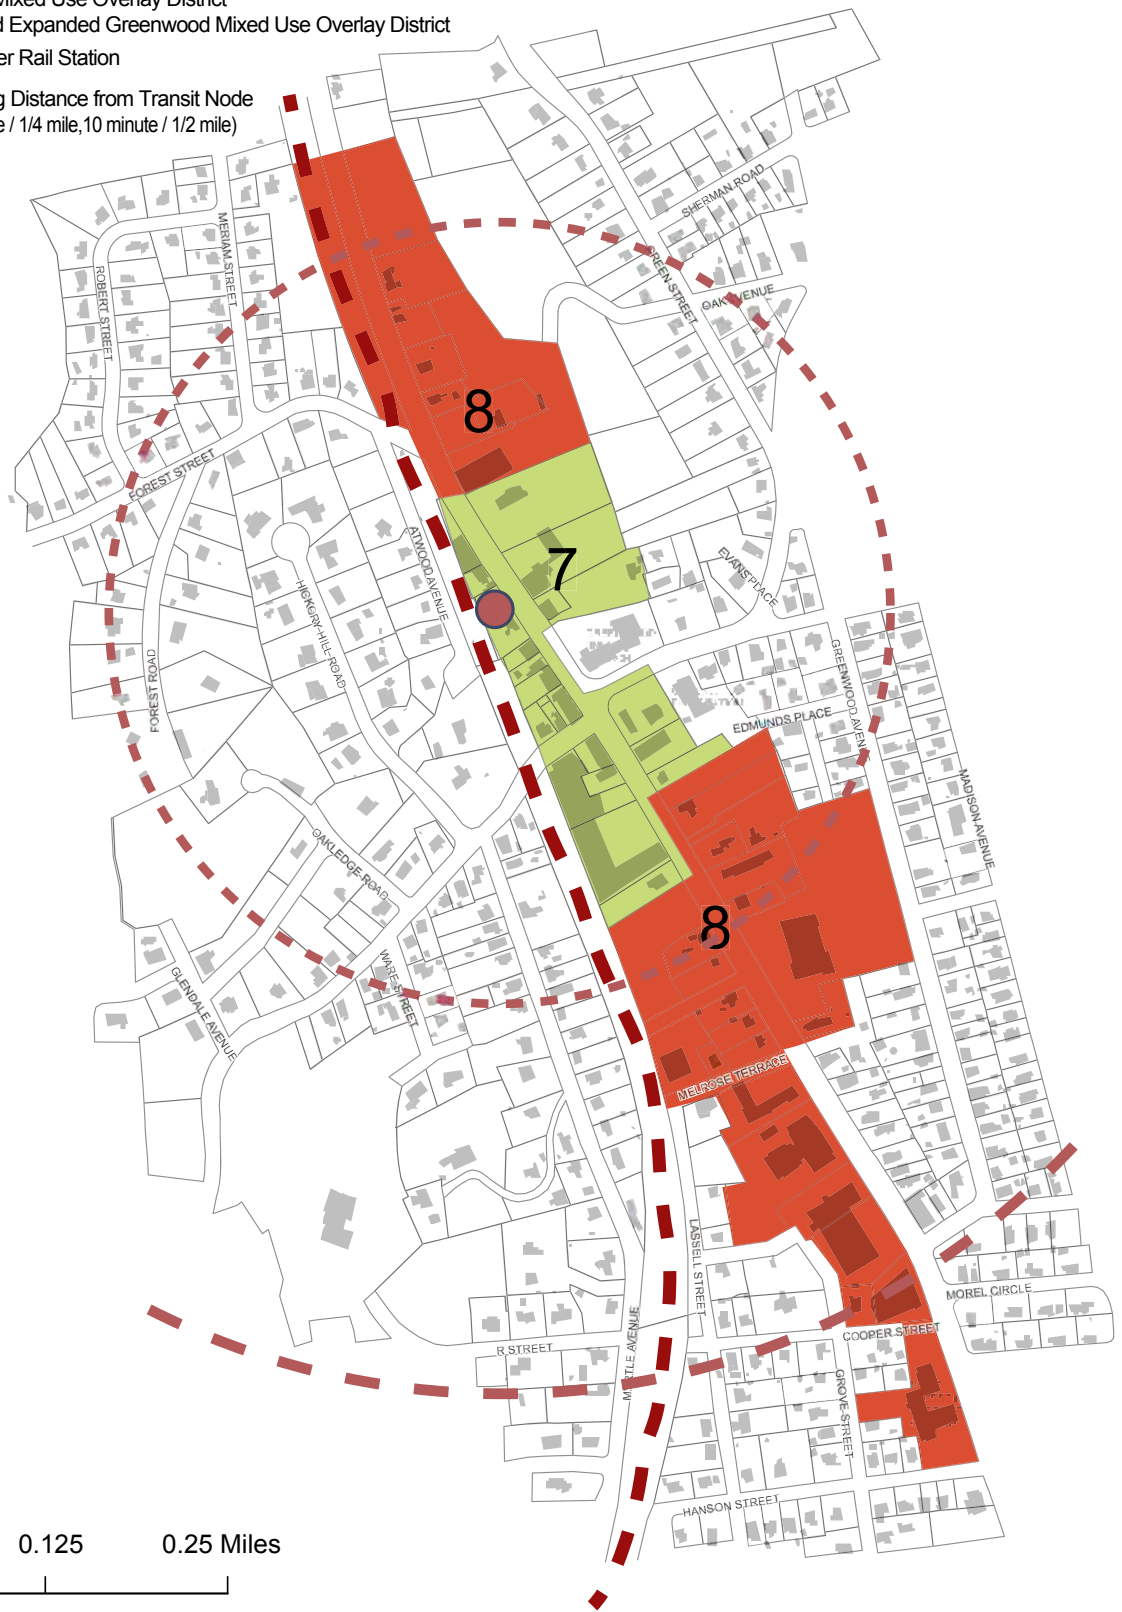 Mixed Use Overlay District
d Expanded Greenwood Mixed Use Overlay District
er Rail Station
g Distance from Transit Node
e / 1/4 mile,10 minute / 1/2 mile)
SHERMAN ROAD
MERIAM STREET
GREEN STREET
ROBERT STREET
OAK AVENUE
8
FOREST STREET
ATWOOD AVENUE
7
EVANS PLACE
HICKORY HILL ROAD
FOREST ROAD
GREENWOOD AVENUE
EDMUNDS PLACE
MADISON AVENUE
OAKLEDGE ROAD
8
WARE STREET
GLENDALE AVENUE
MELROSE TERRACE
LASSELL STREET
MOREL CIRCLE
COOPER STREET
R STREET
MYRTLE AVENUE
GROVE STREET
HANSON STREET
0.125 0.25 Miles